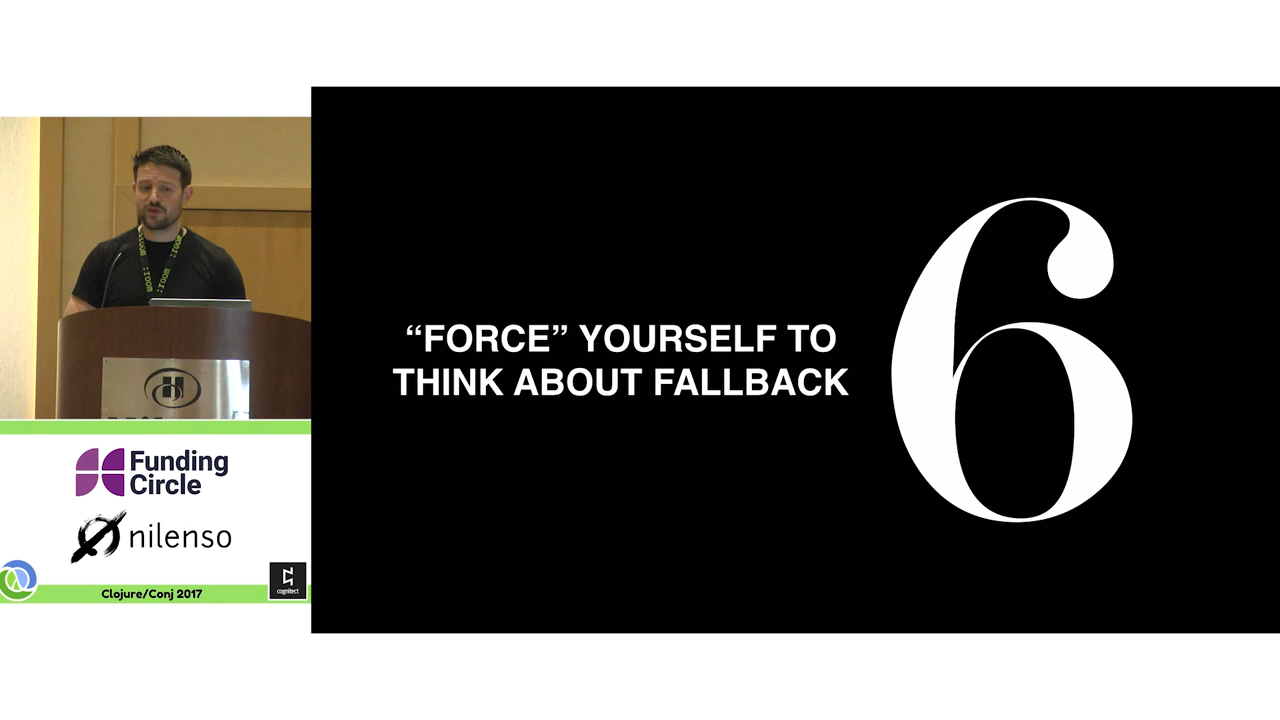 “FORCE” YOURSELF TO
THINK ABOUT FALLBACK
6
Funding
Circle
nilenso
Clojure/Conj 2017
cognitect